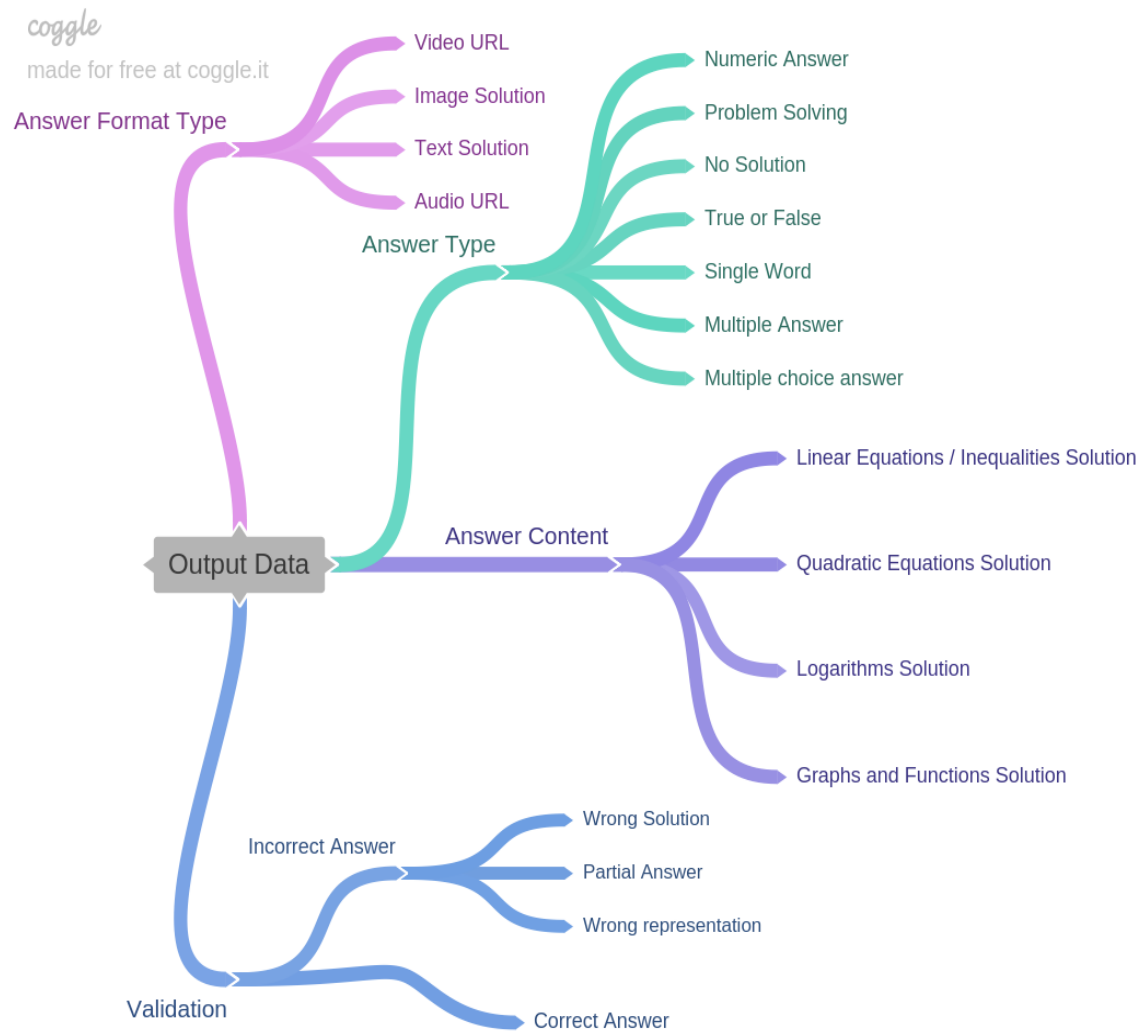 coggle
made for free at coggle.it
Answer Format Type
Video URL
Image Solution
Text Solution
Audio URL
Answer Type
Numeric Answer
Problem Solving
No Solution
True or False
Single Word
Multiple Answer
Multiple choice answer
Output Data
Answer Content
Linear Equations / Inequalities Solution
Quadratic Equations Solution
Logarithms Solution
Graphs and Functions Solution
Validation
Incorrect Answer
Wrong Solution
Partial Answer
Wrong representation
Correct Answer